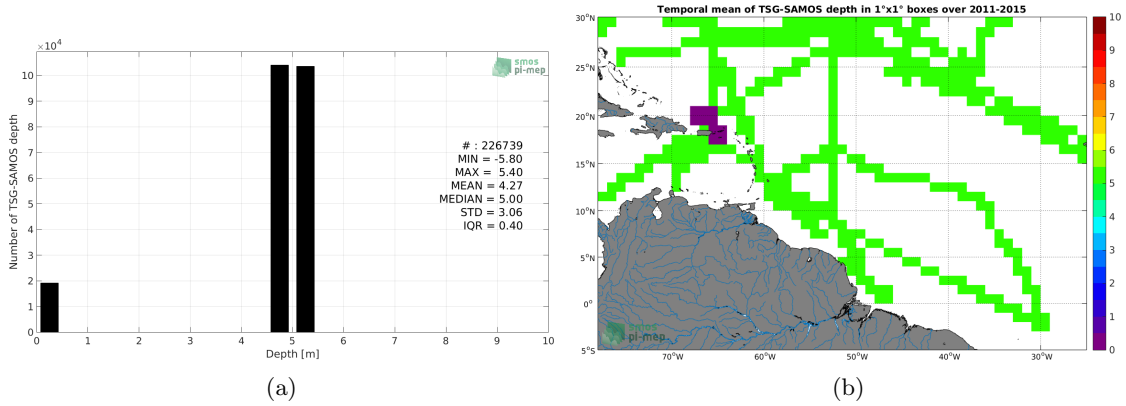 ×10⁴
10
9
8
7
6
5
4
3
2
1
0
Number of TSG-SAMOS depth
smos
pi-mep
# : 226739
MIN = -5.80
MAX = 5.40
MEAN = 4.27
MEDIAN = 5.00
STD = 3.06
IQR = 0.40
0 1 2 3 4 5 6 7 8 9 10
Depth [m]
(a)
Temporal mean of TSG-SAMOS depth in 1°x1° boxes over 2011-2015
30°N
25°N
20°N
15°N
10°N
5°N
0°
5°S
smos
pi-mep
70°W 60°W 50°W 40°W 30°W
10
9
8
7
6
5
4
3
2
1
0
(b)